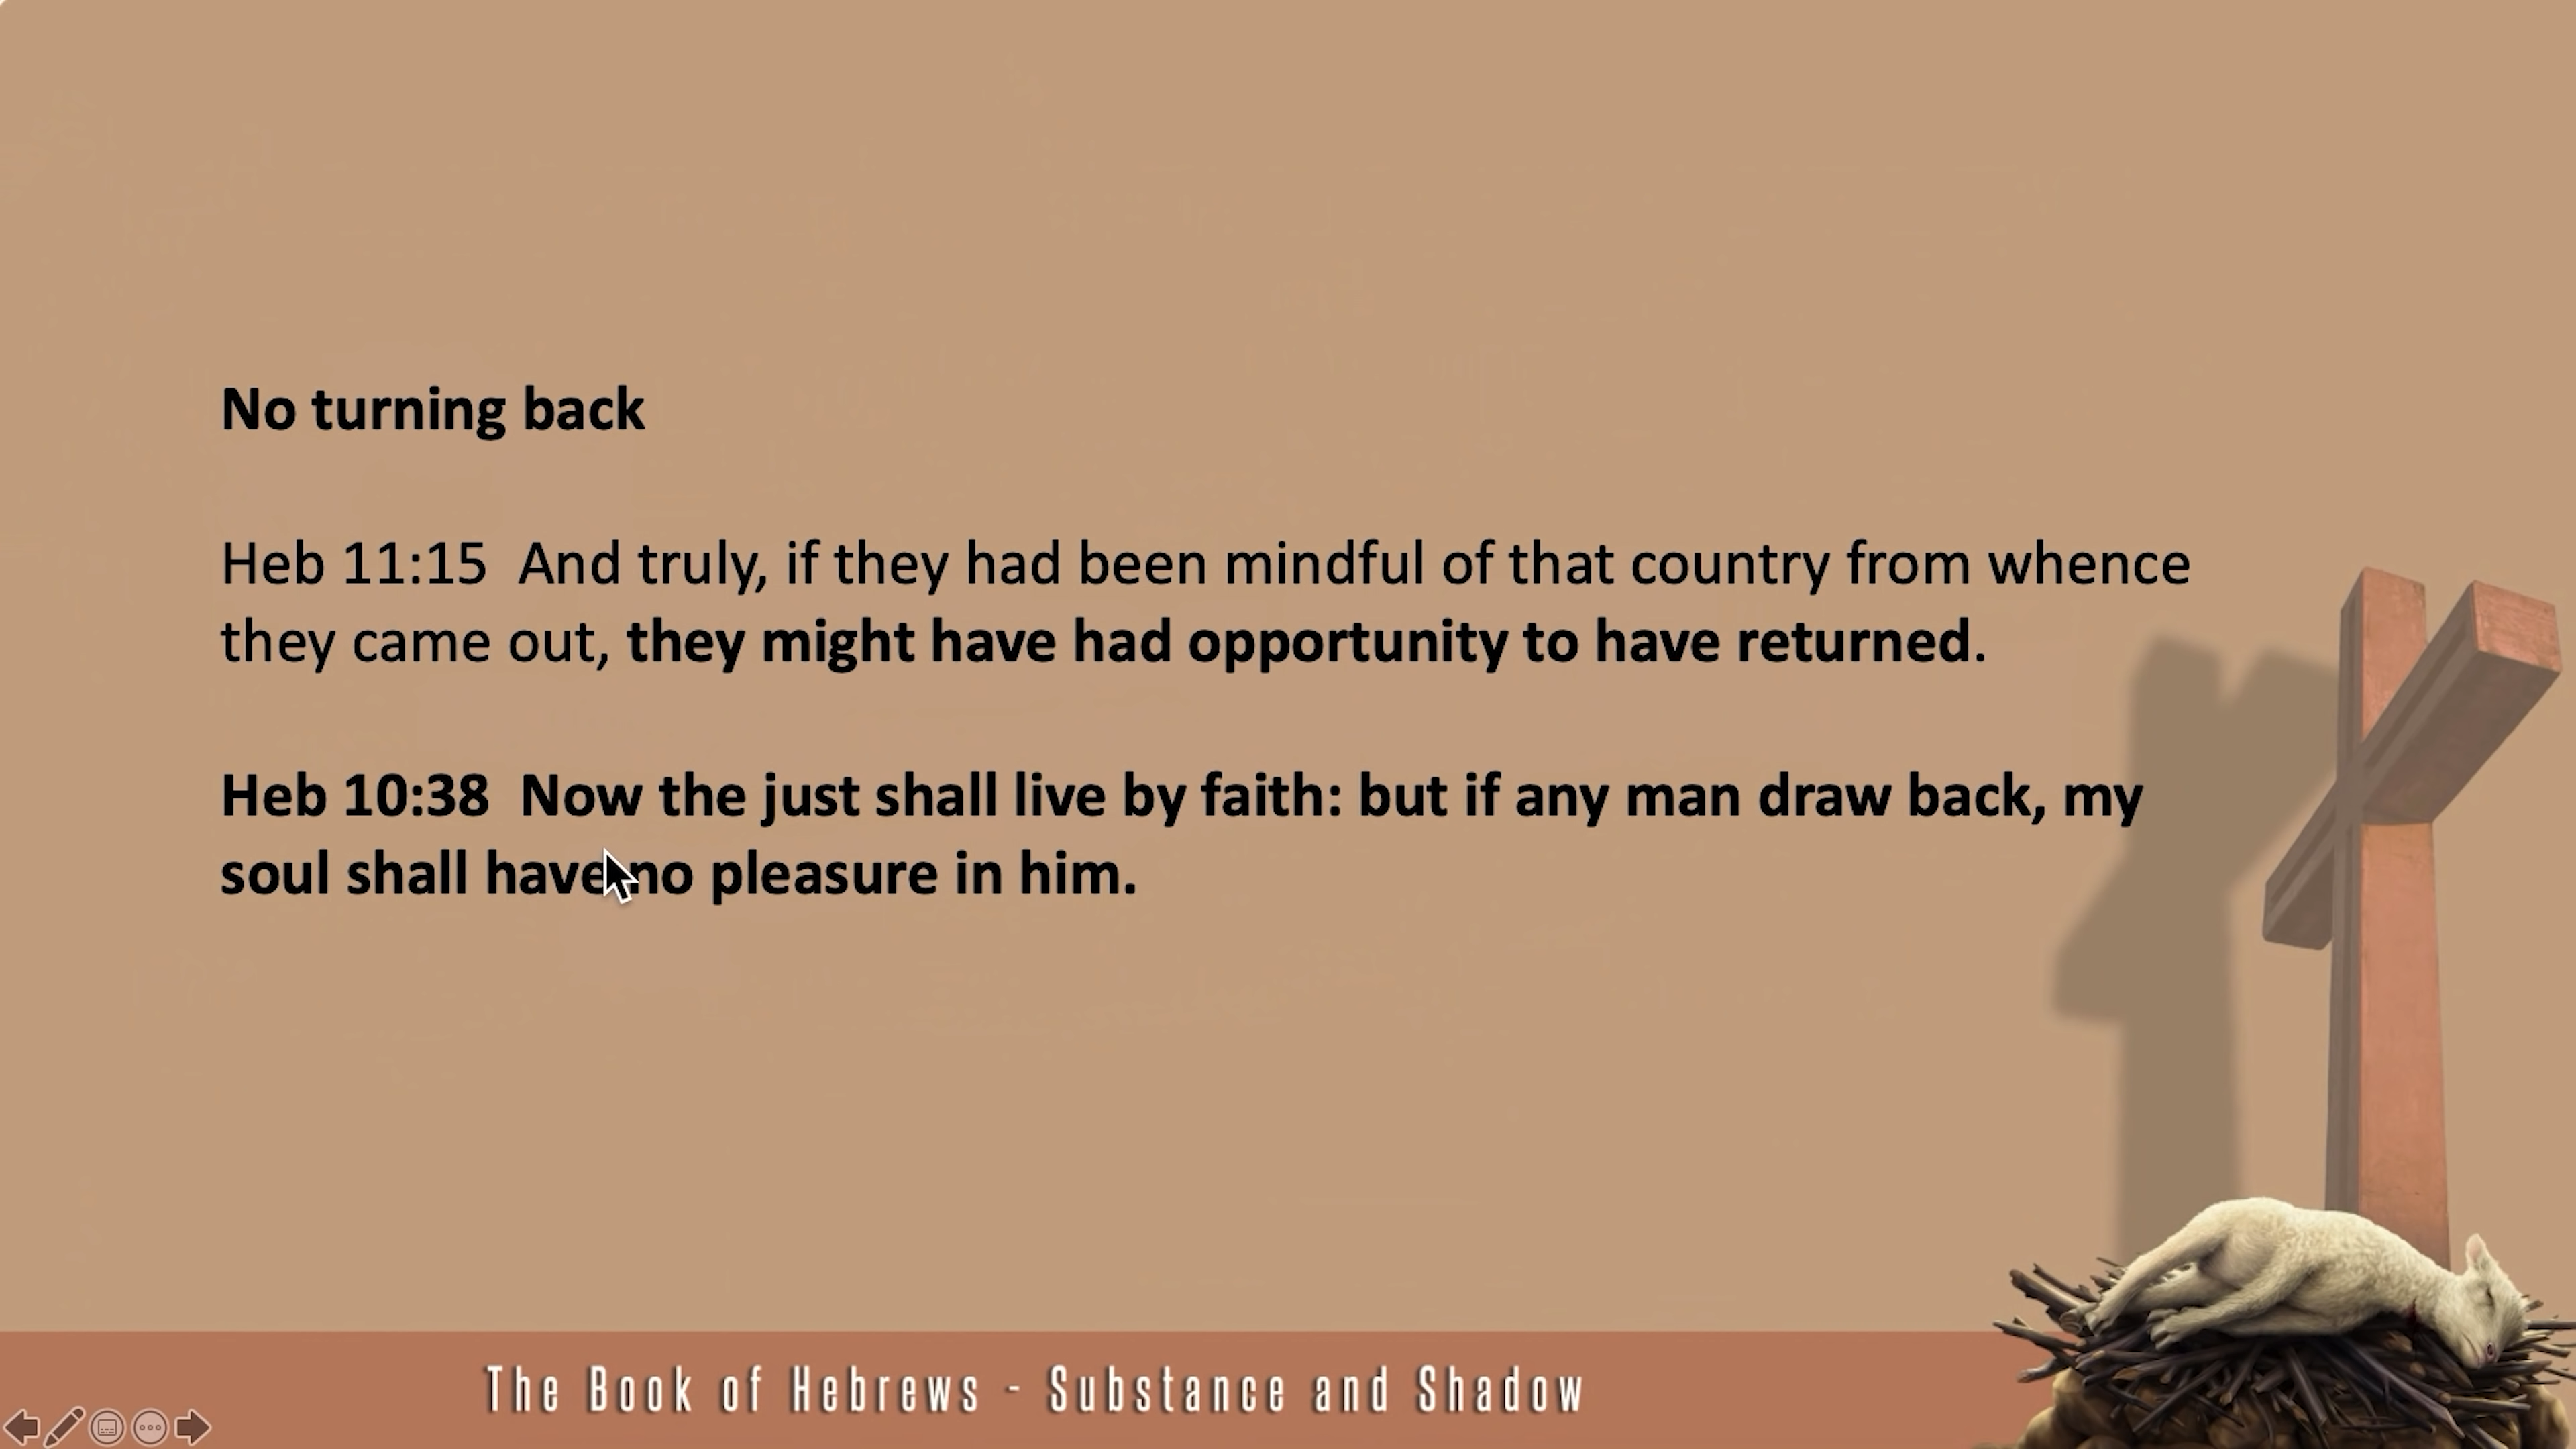 No turning back
Heb 11:15  And truly, if they had been mindful of that country from whence
they came out, they might have had opportunity to have returned.
Heb 10:38  Now the just shall live by faith: but if any man draw back, my
soul shall have no pleasure in him.
The Book of Hebrews - Substance and Shadow